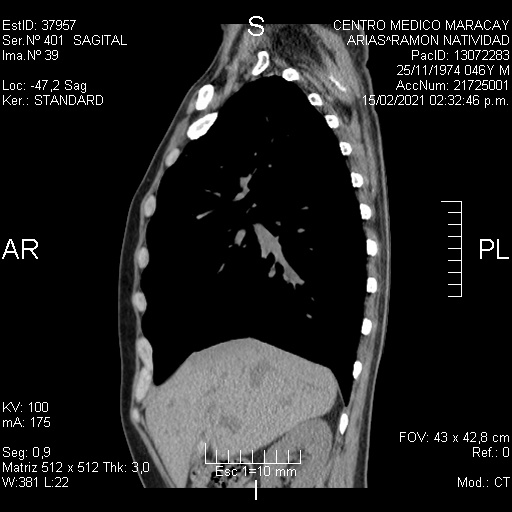 EstID: 37957
Ser.Nº 401 SAGITAL
Ima.Nº 39
Loc: -47,2 Sag
Ker.: STANDARD
S
CENTRO MEDICO MARACAY
ARIAS^RAMON NATIVIDAD
PacID: 13072283
25/11/1974 046Y M
AccNum: 21725001
15/02/2021 02:32:46 p.m.
AR
PL
KV: 100
mA: 175
Seg: 0,9
Matriz 512 x 512 Thk: 3,0
W:381 L:22
Esc 1=10 mm
I
FOV: 43 x 42,8 cm
Ref.: 0
Mod.: CT